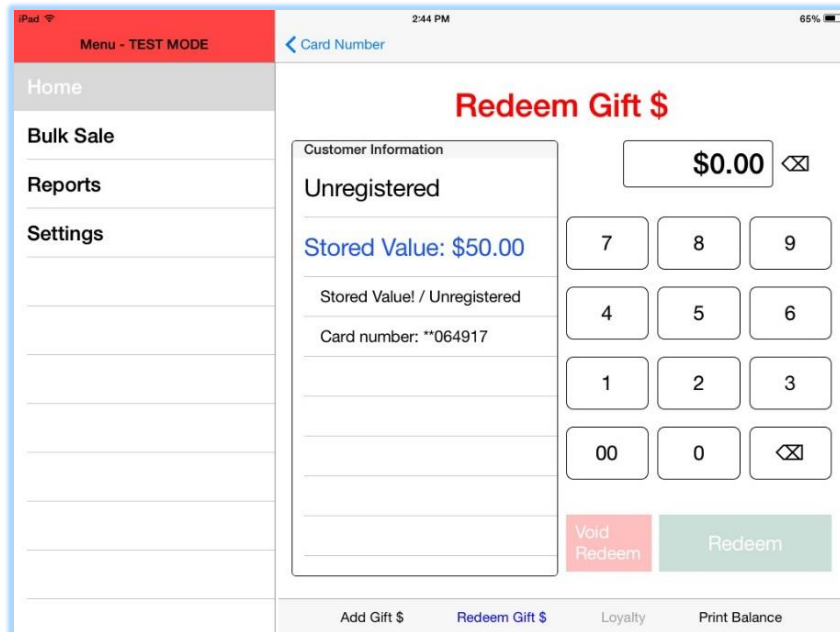 iPad 2:44 PM 65%
Menu - TEST MODE
Card Number
Home
Bulk Sale
Reports
Settings
Redeem Gift $
Customer Information
Unregistered
Stored Value: $50.00
Stored Value! / Unregistered
Card number: **064917
$0.00
7 8 9
4 5 6
1 2 3
00 0
Void
Redeem
Redeem
Add Gift $ Redeem Gift $ Loyalty Print Balance